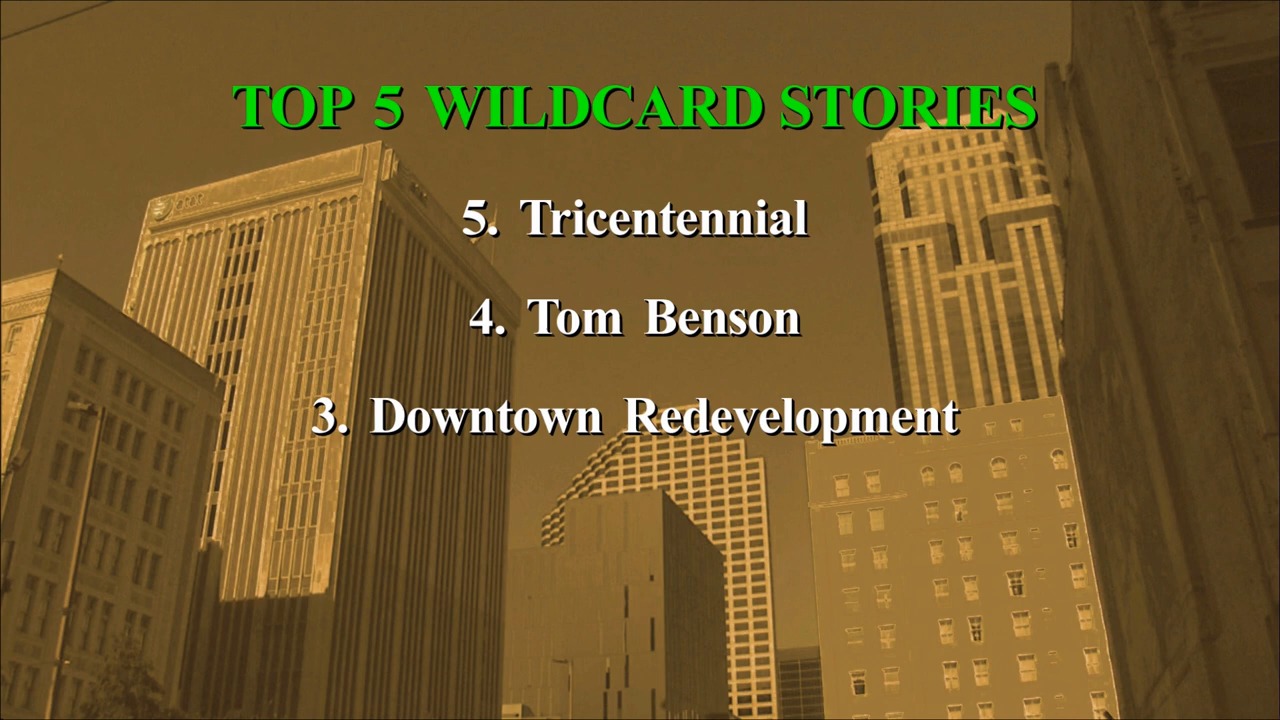 TOP 5 WILDCARD STORIES
5. Tricentennial
4. Tom Benson
3. Downtown Redevelopment